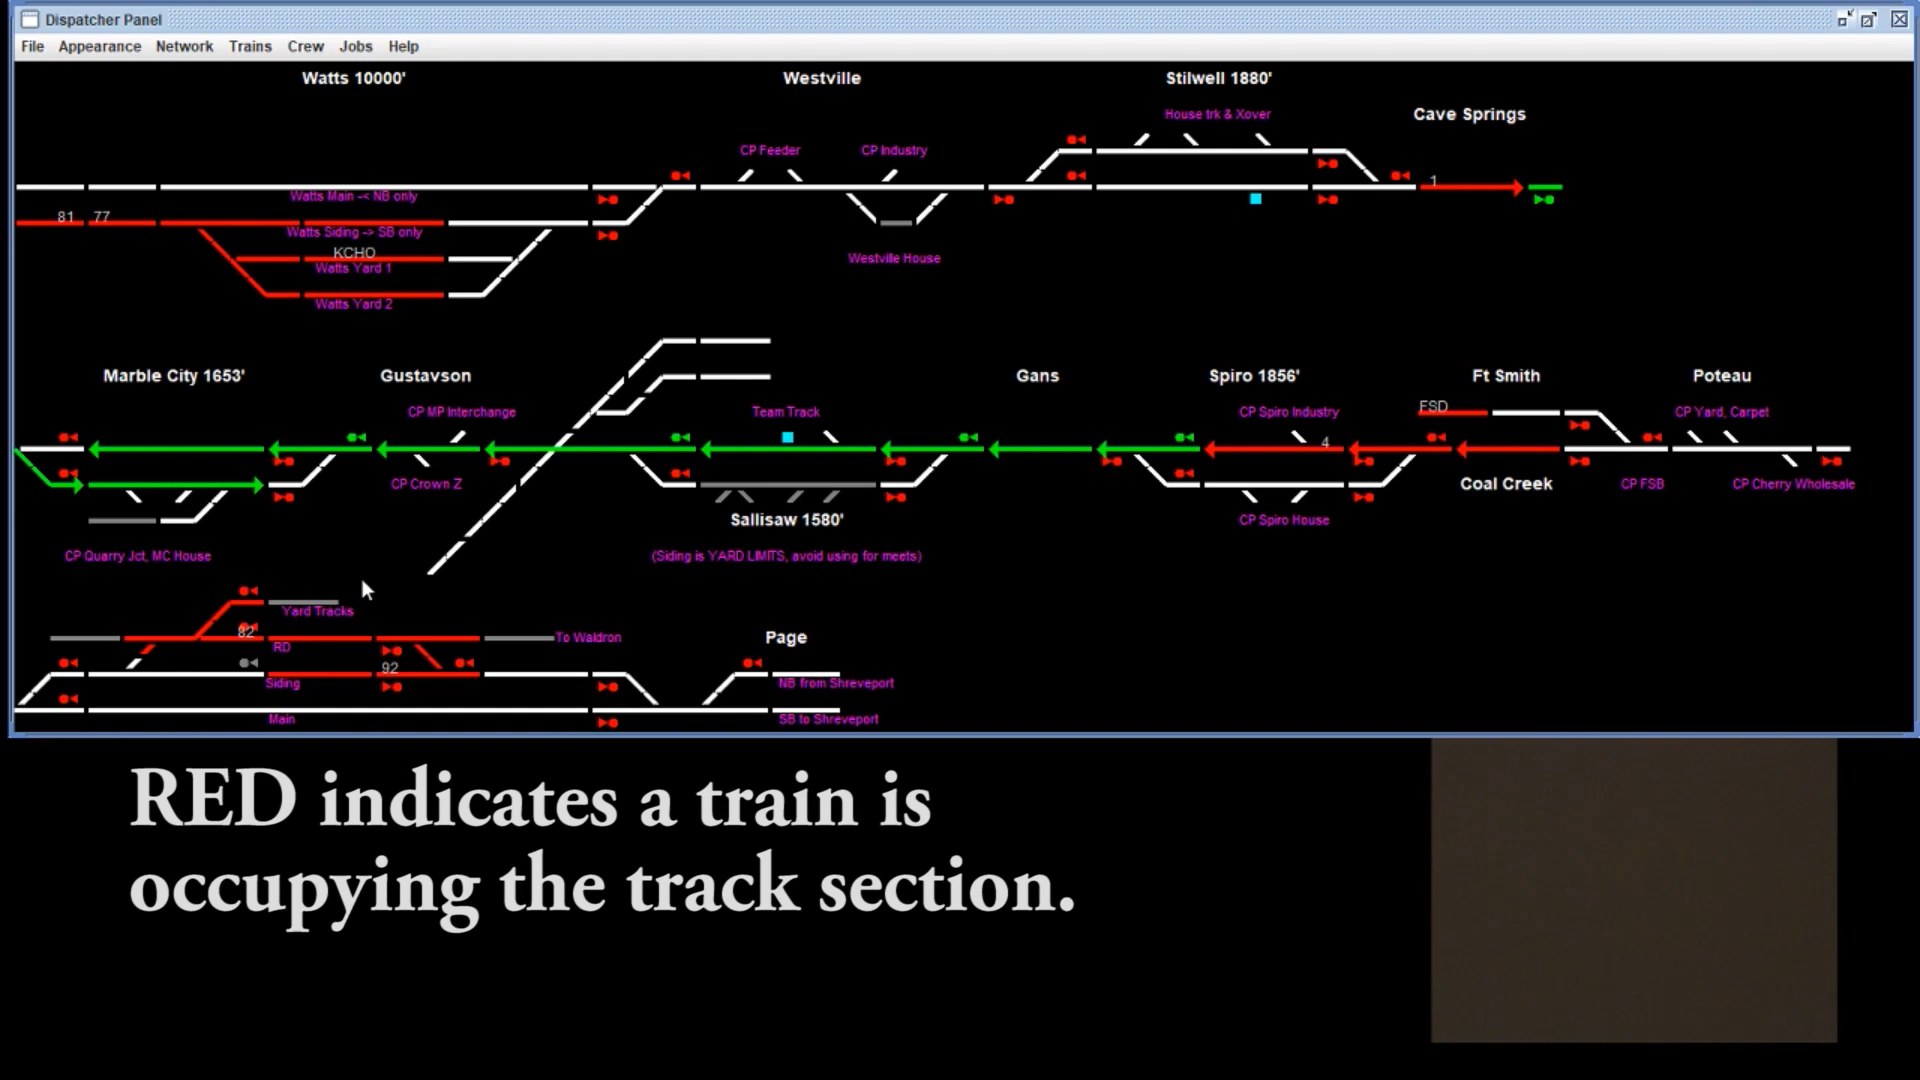 Dispatcher Panel
File Appearance Network Trains Crew Jobs Help
Watts 10000' Westville Stilwell 1880'
House trk & Xover Cave Springs
CP Feeder CP Industry
1
Watts Main -< NB only
81 77
Watts Siding -> SB only
KCHO
Watts Yard 1
Westville House
Watts Yard 2
Marble City 1653' Gustavson Gans Spiro 1856' Ft Smith Poteau
CP MP Interchange Team Track CP Spiro Industry FSD CP Yard, Carpet
4
CP Crown Z Coal Creek CP FSB CP Cherry Wholesale
Sallisaw 1580' CP Spiro House
CP Quarry Jct, MC House (Siding is YARD LIMITS, avoid using for meets)
Yard Tracks
82 To Waldron Page
RD
92
Siding NB from Shreveport
Main SB to Shreveport
RED indicates a train is
occupying the track section.